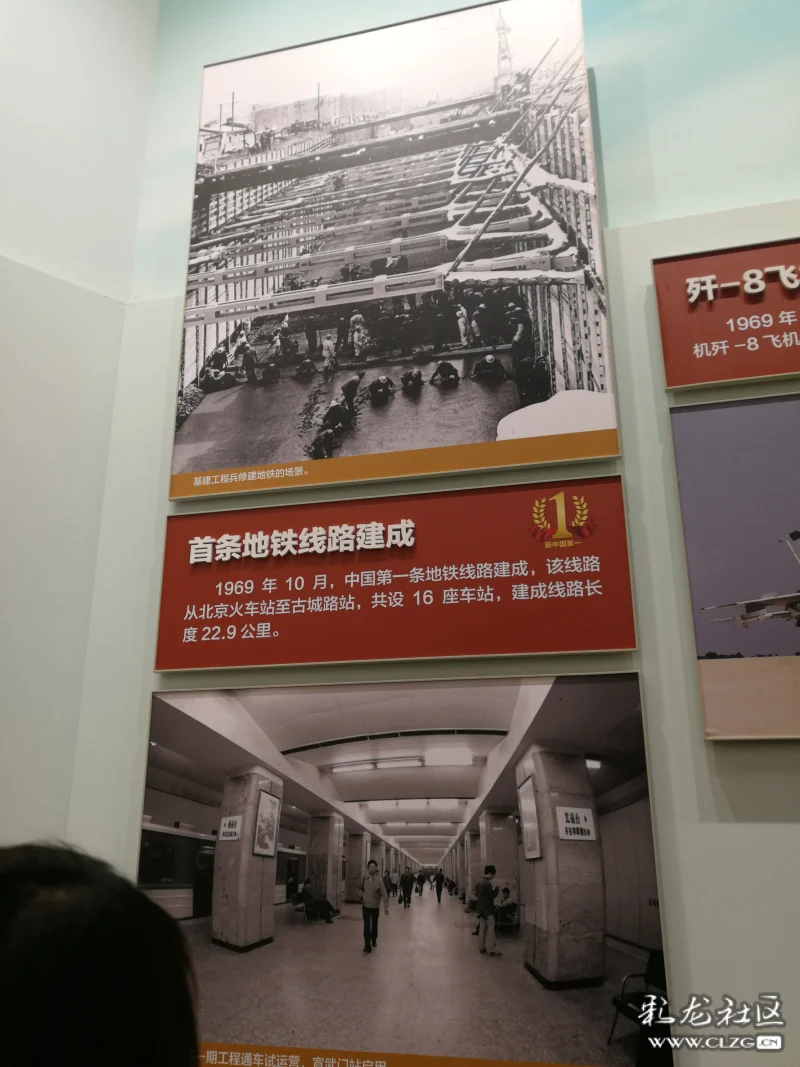 基建工程兵修建地铁的场景。
首条地铁线路建成
1
新中国第一
1969 年 10 月，中国第一条地铁线路建成，该线路
从北京火车站至古城路站，共设 16 座车站，建成线路长
度 22.9 公里。
歼-8飞
1969 年
机歼 -8 飞机
一期工程通车试运营，宣武门站启用
彩龙社区
WWW.CLZG.CN